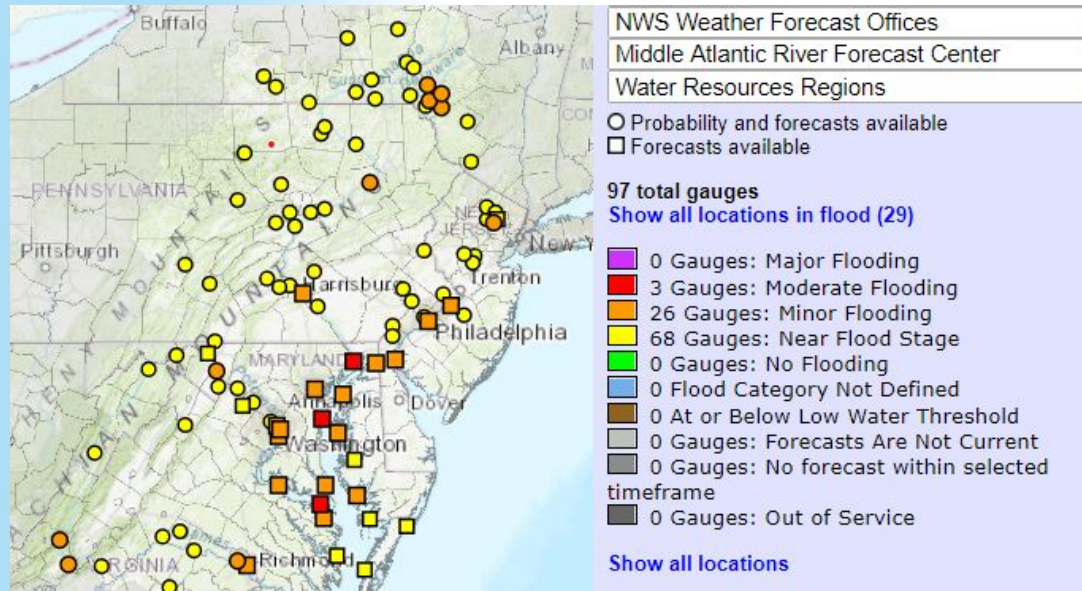 Buffalo
Albany
PENNSYLVANIA
Pittsburgh
NEW
JERSEY
New Y
Trenton
Harrisburg
Philadelphia
MARYLAND
Annapolis
Dover
Washington
Richmond
VIRGINIA
NWS Weather Forecast Offices
Middle Atlantic River Forecast Center
Water Resources Regions
Probability and forecasts available
Forecasts available
97 total gauges
Show all locations in flood (29)
0 Gauges: Major Flooding
3 Gauges: Moderate Flooding
26 Gauges: Minor Flooding
68 Gauges: Near Flood Stage
0 Gauges: No Flooding
0 Flood Category Not Defined
0 At or Below Low Water Threshold
0 Gauges: Forecasts Are Not Current
0 Gauges: No forecast within selected
timeframe
0 Gauges: Out of Service
Show all locations